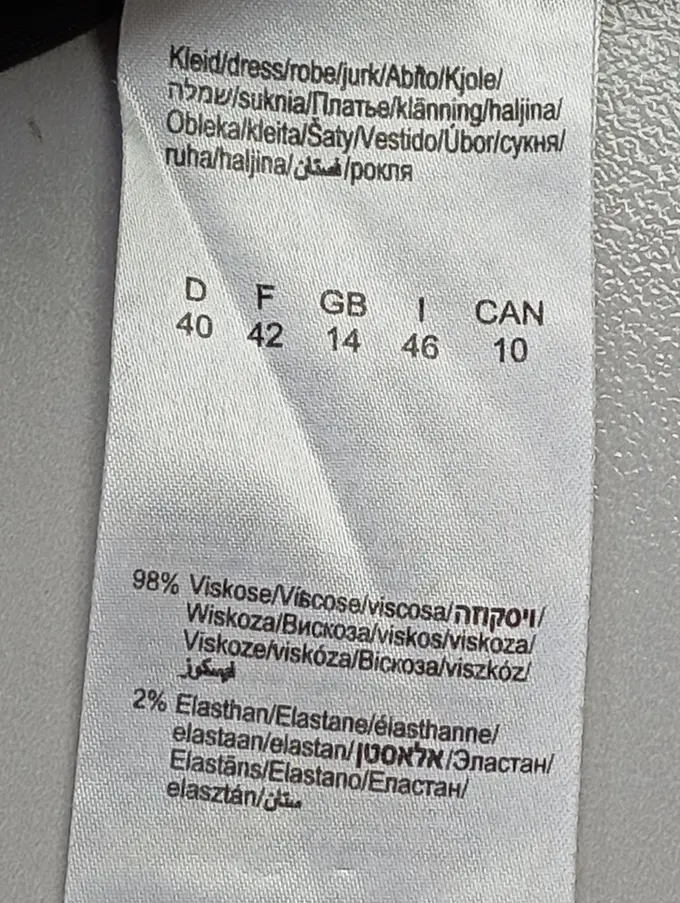 Kleid/dress/robe/jurk/Abito/Kjole/
שמלה/suknia/Платье/klänning/haljina/
Obleka/kleita/Šaty/Vestido/Úbor/сукня/
ruha/haljina/فستان/рокля
D F GB I CAN
40 42 14 46 10
98% Viskose/Viscose/viscosa/ויסקוזה/
Wiskoza/Вискоза/viskos/viskoza/
Viskoze/viskóza/Віскоза/viszkóz/
فيسكوز
2% Elasthan/Elastane/élasthanne/
elastaan/elastan/אלאסטן/Эластан/
Elastāns/Elastano/Еластан/
elasztán/